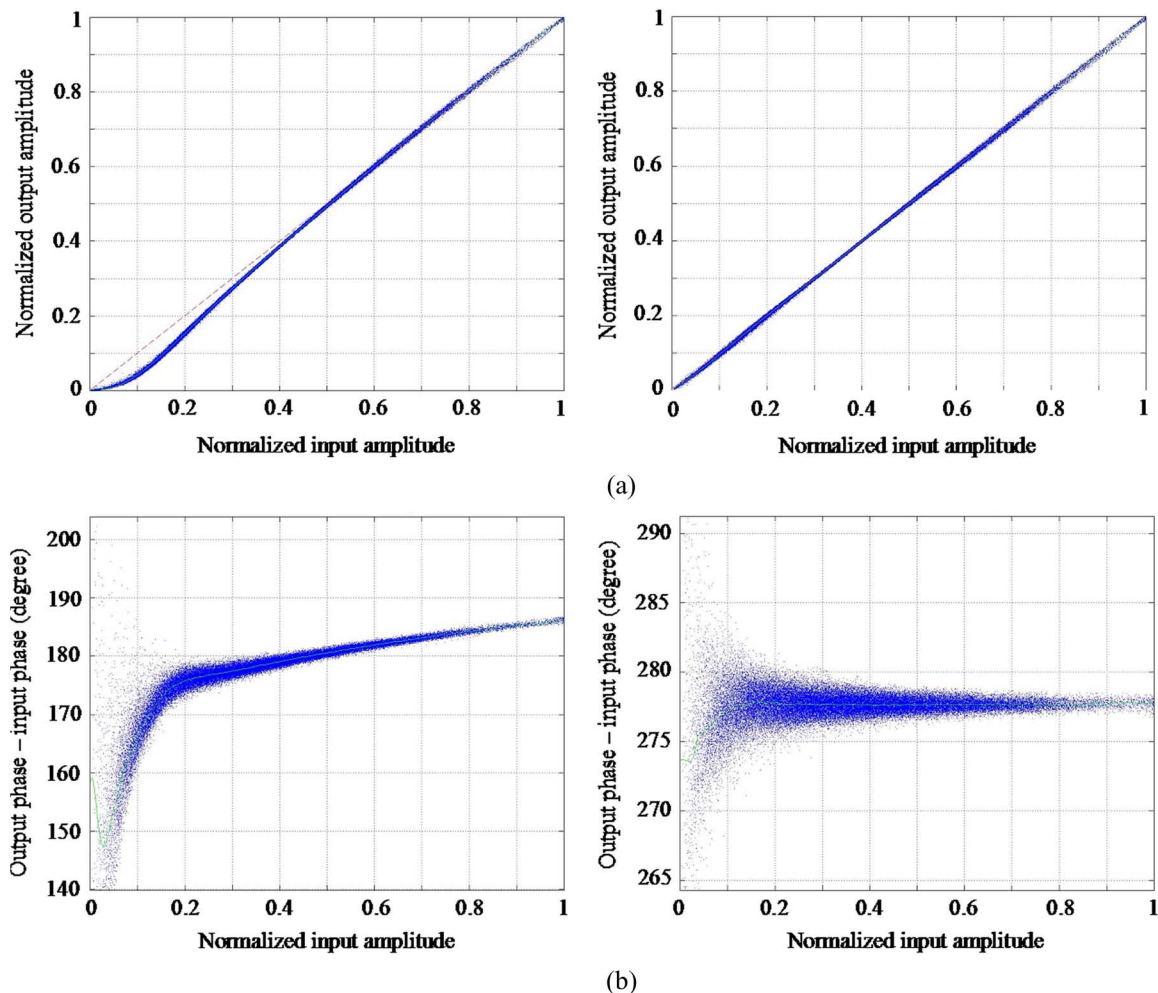 Normalized output amplitude
1
0.8
0.6
0.4
0.2
0
0 0.2 0.4 0.6 0.8 1
Normalized input amplitude
Normalized output amplitude
1
0.8
0.6
0.4
0.2
0
0 0.2 0.4 0.6 0.8 1
Normalized input amplitude
(a)
Output phase – input phase (degree)
200
190
180
170
160
150
140
0 0.2 0.4 0.6 0.8 1
Normalized input amplitude
Output phase – input phase (degree)
290
285
280
275
270
265
0 0.2 0.4 0.6 0.8 1
Normalized input amplitude
(b)